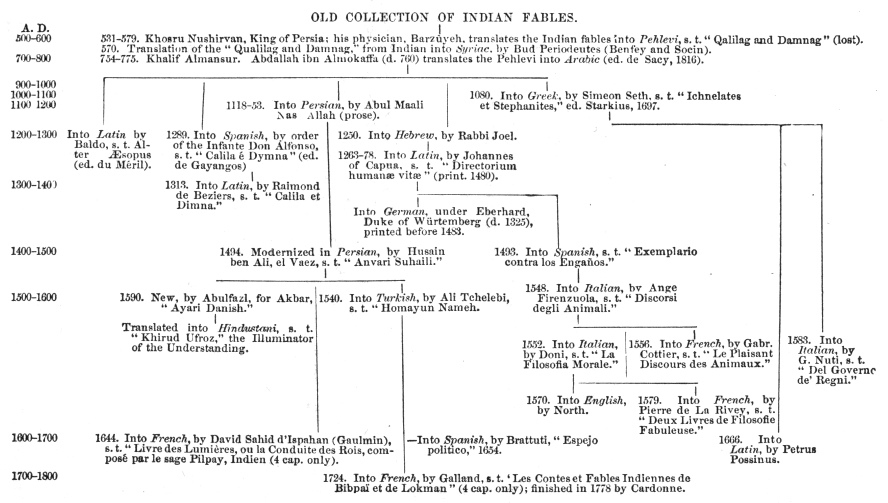 OLD COLLECTION OF INDIAN FABLES.
A. D.
500-600
531-579. Khosru Nushirvan, King of Persia; his physician, Barzûyeh, translates the Indian fables into Pehlevi, s. t. " Qalilag and Damnag" (lost).
570. Translation of the " Qualilag and Damnag," from Indian into Syriac, by Bud Periodeutes (Benfey and Socin).
700-800
754-775. Khalif Almansur. Abdallah ibn Almokaffa (d. 760) translates the Pehlevi into Arabic (ed. de Sacy, 1816).
900-1000
1000-1100
1100 1200
1118-53. Into Persian, by Abul Maali
Nas Allah (prose).
1080. Into Greek, by Simeon Seth, s. t. " Ichnelates
et Stephanites," ed. Starkius, 1697.
1200-1300
Into Latin by
Baldo, s. t. Al-
ter Æsopus
(ed. du Méril).
1289. Into Spanish, by order
of the Infante Don Alfonso,
s. t. " Calila é Dymna" (ed.
de Gayangos)
1313. Into Latin, by Raimond
de Beziers, s. t. " Calila et
Dimna."
1250. Into Hebrew, by Rabbi Joel.
1263-78. Into Latin, by Johannes
of Capua, s. t. " Directorium
humanæ vitæ" (print. 1480).
1300-1400
Into German, under Eberhard,
Duke of Würtemberg (d. 1325),
printed before 1483.
1400-1500
1494. Modernized in Persian, by Husain
ben Ali, el Vaez, s. t. " Anvari Suhaili."
1493. Into Spanish, s. t. " Exemplario
contra los Engaños."
1548. Into Italian, by Ange
Firenzuola, s. t. " Discorsi
degli Animali."
1500-1600
1590. New, by Abulfazl, for Akbar,
" Ayari Danish."
Translated into Hindustani, s. t.
" Khirud Ufroz," the Illuminator
of the Understanding.
1540. Into Turkish, by Ali Tchelebi,
s. t. " Homayun Nameh.
1552. Into Italian,
by Doni, s. t. " La
Filosofia Morale."
1556. Into French, by Gabr.
Cottier, s. t. " Le Plaisant
Discours des Animaux."
1583. Into
Italian, by
G. Nuti, s. t.
" Del Governo
de' Regni."
1570. Into English,
by North.
1579. Into French, by
Pierre de La Rivey, s. t.
" Deux Livres de Filosofie
Fabuleuse."
1600-1700
1644. Into French, by David Sahid d'Ispahan (Gaulmin),
s. t. " Livre des Lumières, ou la Conduite des Rois, com-
posé par le sage Pilpay, Indien (4 cap. only).
—Into Spanish, by Brattuti, " Espejo
politico," 1654.
1666. Into
Latin, by Petrus
Possinus.
1700-1800
1724. Into French, by Galland, s. t. ' Les Contes et Fables Indiennes de
Bibpaï et de Lokman " (4 cap. only); finished in 1778 by Cardonne.